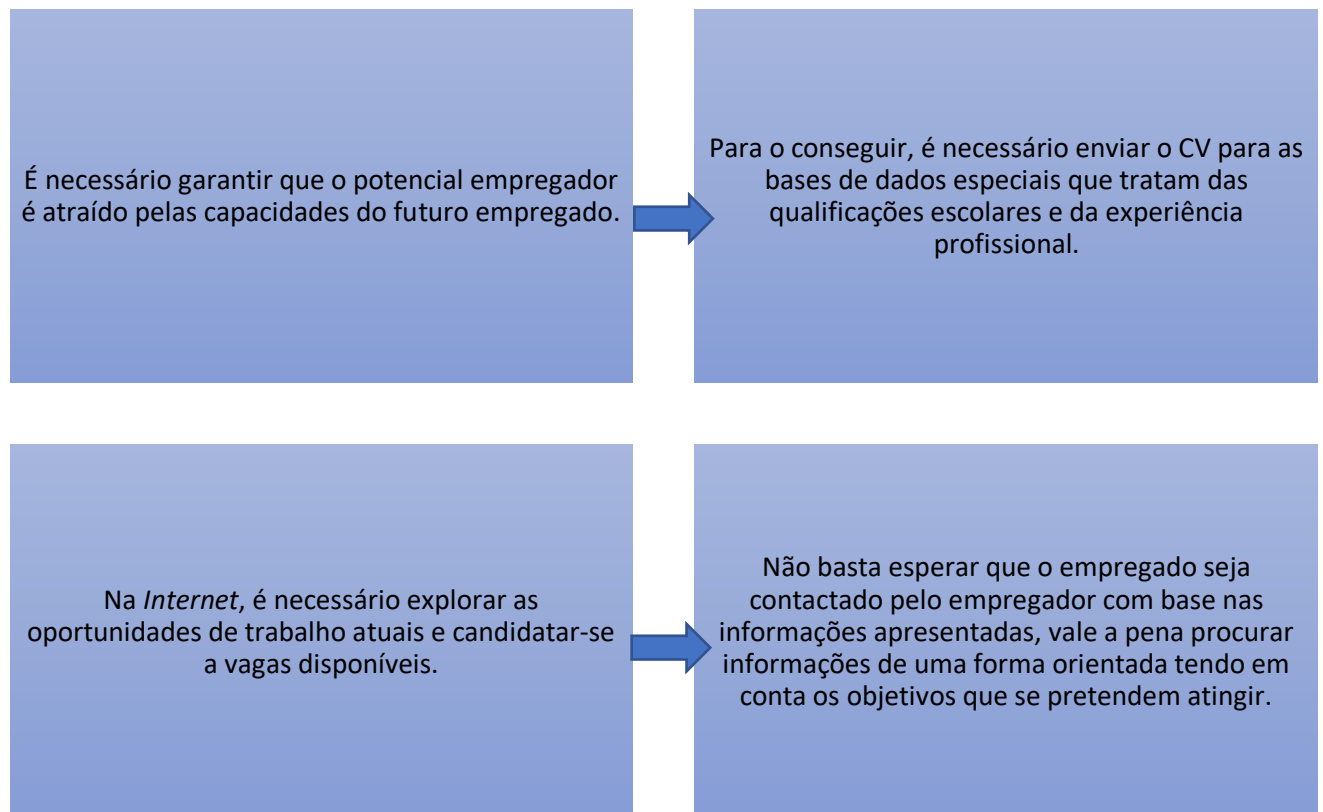 É necessário garantir que o potencial empregador
é atraído pelas capacidades do futuro empregado.
Para o conseguir, é necessário enviar o CV para as
bases de dados especiais que tratam das
qualificações escolares e da experiência
profissional.
Na Internet, é necessário explorar as
oportunidades de trabalho atuais e candidatar-se
a vagas disponíveis.
Não basta esperar que o empregado seja
contactado pelo empregador com base nas
informações apresentadas, vale a pena procurar
informações de uma forma orientada tendo em
conta os objetivos que se pretendem atingir.